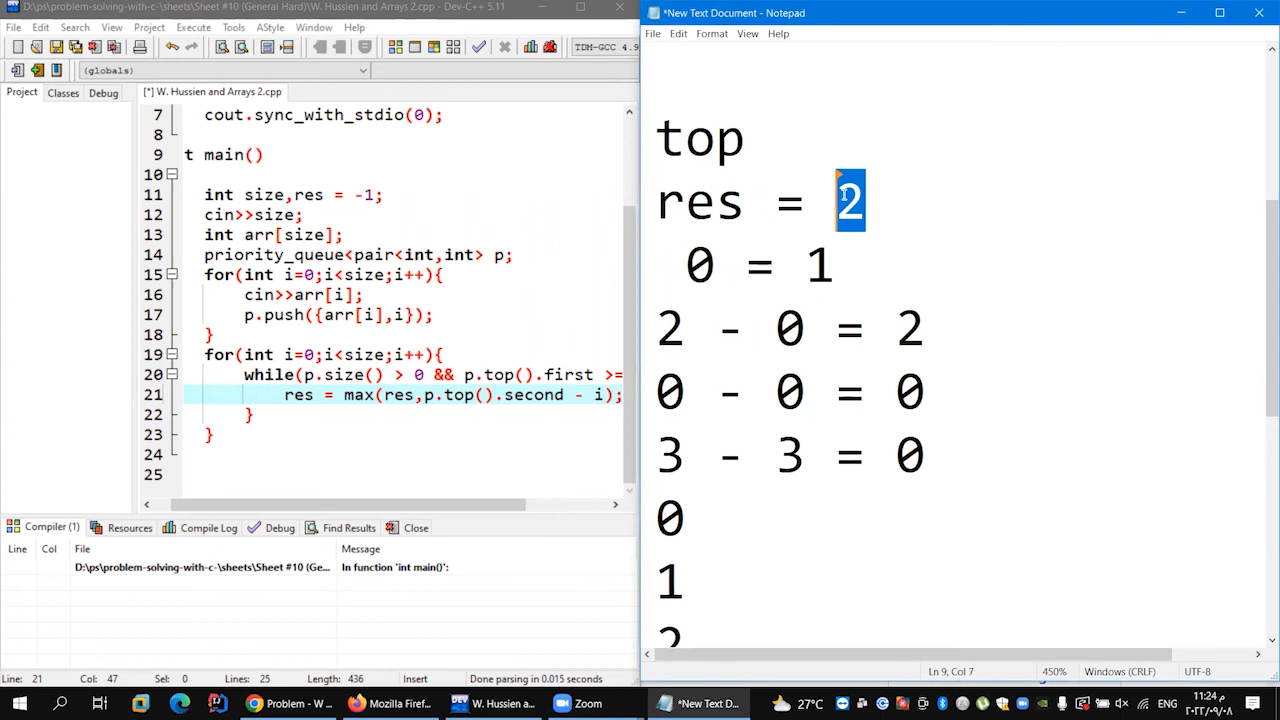 D:\ps\problem-solving-with-c-\sheets\Sheet #10 (General Hard)\W. Hussien and Arrays 2.cpp - Dev-C++ 5.11
File Edit Search View Project Execute Tools AStyle Window Help
TDM-GCC 4.9
(globals)
Project Classes Debug
[*] W. Hussien and Arrays 2.cpp
7 cout.sync_with_stdio(0);
8
9 t main()
10
11 int size,res = -1;
12 cin>>size;
13 int arr[size];
14 priority_queue<pair<int,int> p;
15 for(int i=0;i<size;i++){
16 cin>>arr[i];
17 p.push({arr[i],i});
18 }
19 for(int i=0;i<size;i++){
20 while(p.size() > 0 && p.top().first >=
21 res = max(res,p.top().second - i);
22 }
23 }
24
25
Compiler (1) Resources Compile Log Debug Find Results Close
Line Col File Message
D:\ps\problem-solving-with-c-\sheets\Sheet #10 (Ge... In function 'int main()':
Line: 21 Col: 47 Sel: 0 Lines: 25 Length: 436 Insert Done parsing in 0.015 seconds
*New Text Document - Notepad
File Edit Format View Help
top
res = 2
0 = 1
2 - 0 = 2
0 - 0 = 0
3 - 3 = 0
0
1
2
Ln 9, Col 7 450% Windows (CRLF) UTF-8
Problem - W ... Mozilla Firef... W. Hussien a... Zoom *New Text D...
27°C ENG م 11:24
٢٠٢٢/٠٩/٠٨